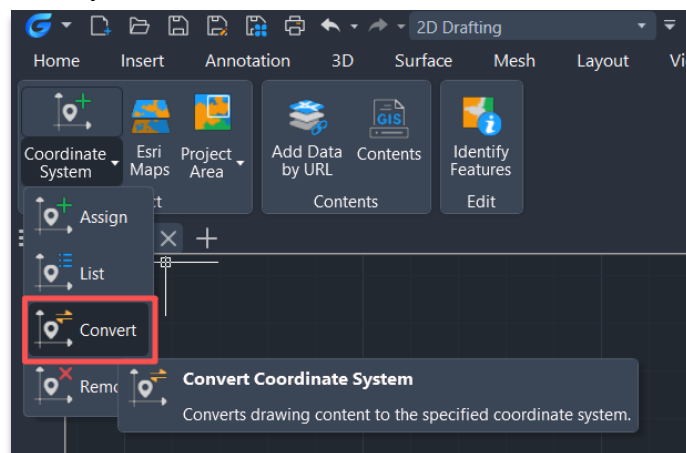 2D Drafting
Home Insert Annotation 3D Surface Mesh Layout
GIS
Coordinate System
Esri Maps
Project Area
Add Data by URL
Contents
Identify Features
Contents
Edit
Assign
List
Convert
Convert Coordinate System
Converts drawing content to the specified coordinate system.